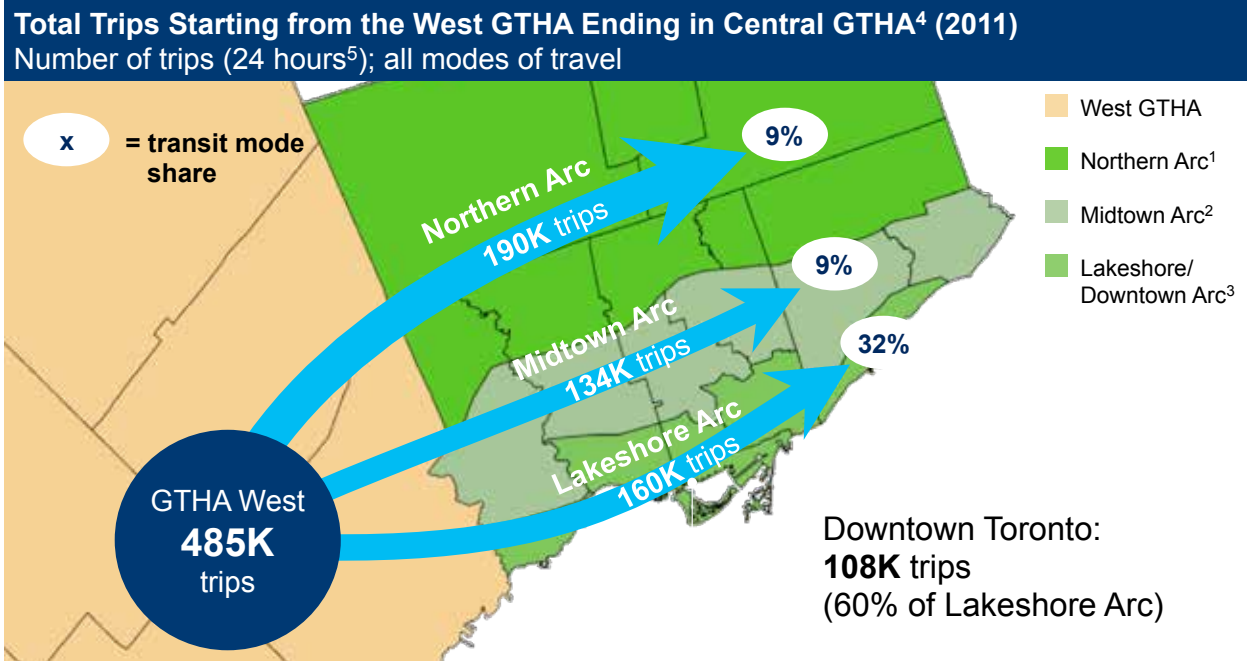 Total Trips Starting from the West GTHA Ending in Central GTHA⁴ (2011)
Number of trips (24 hours⁵); all modes of travel
x = transit mode
share
West GTHA
Northern Arc¹
Midtown Arc²
Lakeshore/
Downtown Arc³
9%
Northern Arc
190K trips
9%
Midtown Arc
134K trips
32%
Lakeshore Arc
160K trips
GTHA West
485K
trips
Downtown Toronto:
108K trips
(60% of Lakeshore Arc)